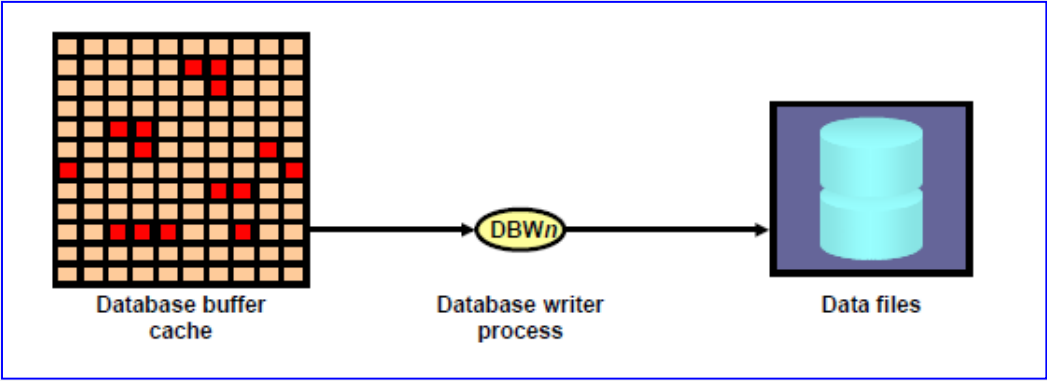 DBWn
Database buffer
cache
Database writer
process
Data files